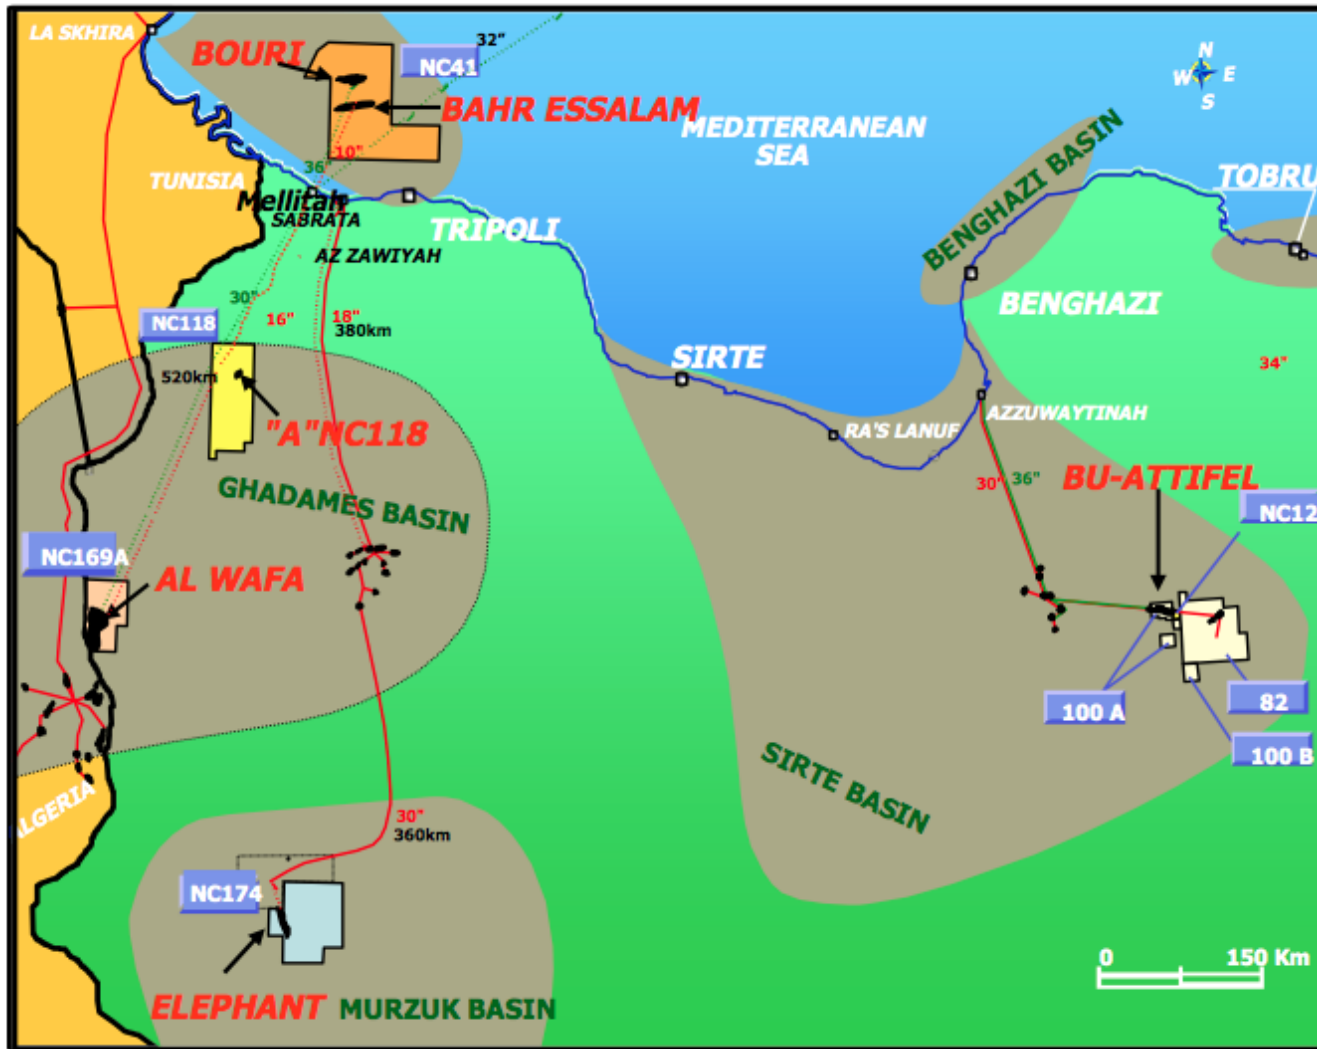 LA SKHIRA
BOURI
32"
NC41
N
W E
S
BAHR ESSALAM
MEDITERRANEAN
SEA
10"
36"
TUNISIA
BENGHAZI BASIN
TOBRU
Mellitah
SABRATA
TRIPOLI
AZ ZAWIYAH
30"
BENGHAZI
NC118
16"
18"
380km
SIRTE
34"
520km
AZZUWAYTINAH
"A"NC118
RA'S LANUF
GHADAMES BASIN
30'
36"
BU-ATTIFEL
NC12
NC169A
AL WAFA
100 A
82
100 B
SIRTE BASIN
ALGERIA
30"
360km
NC174
0 150 Km
ELEPHANT MURZUK BASIN